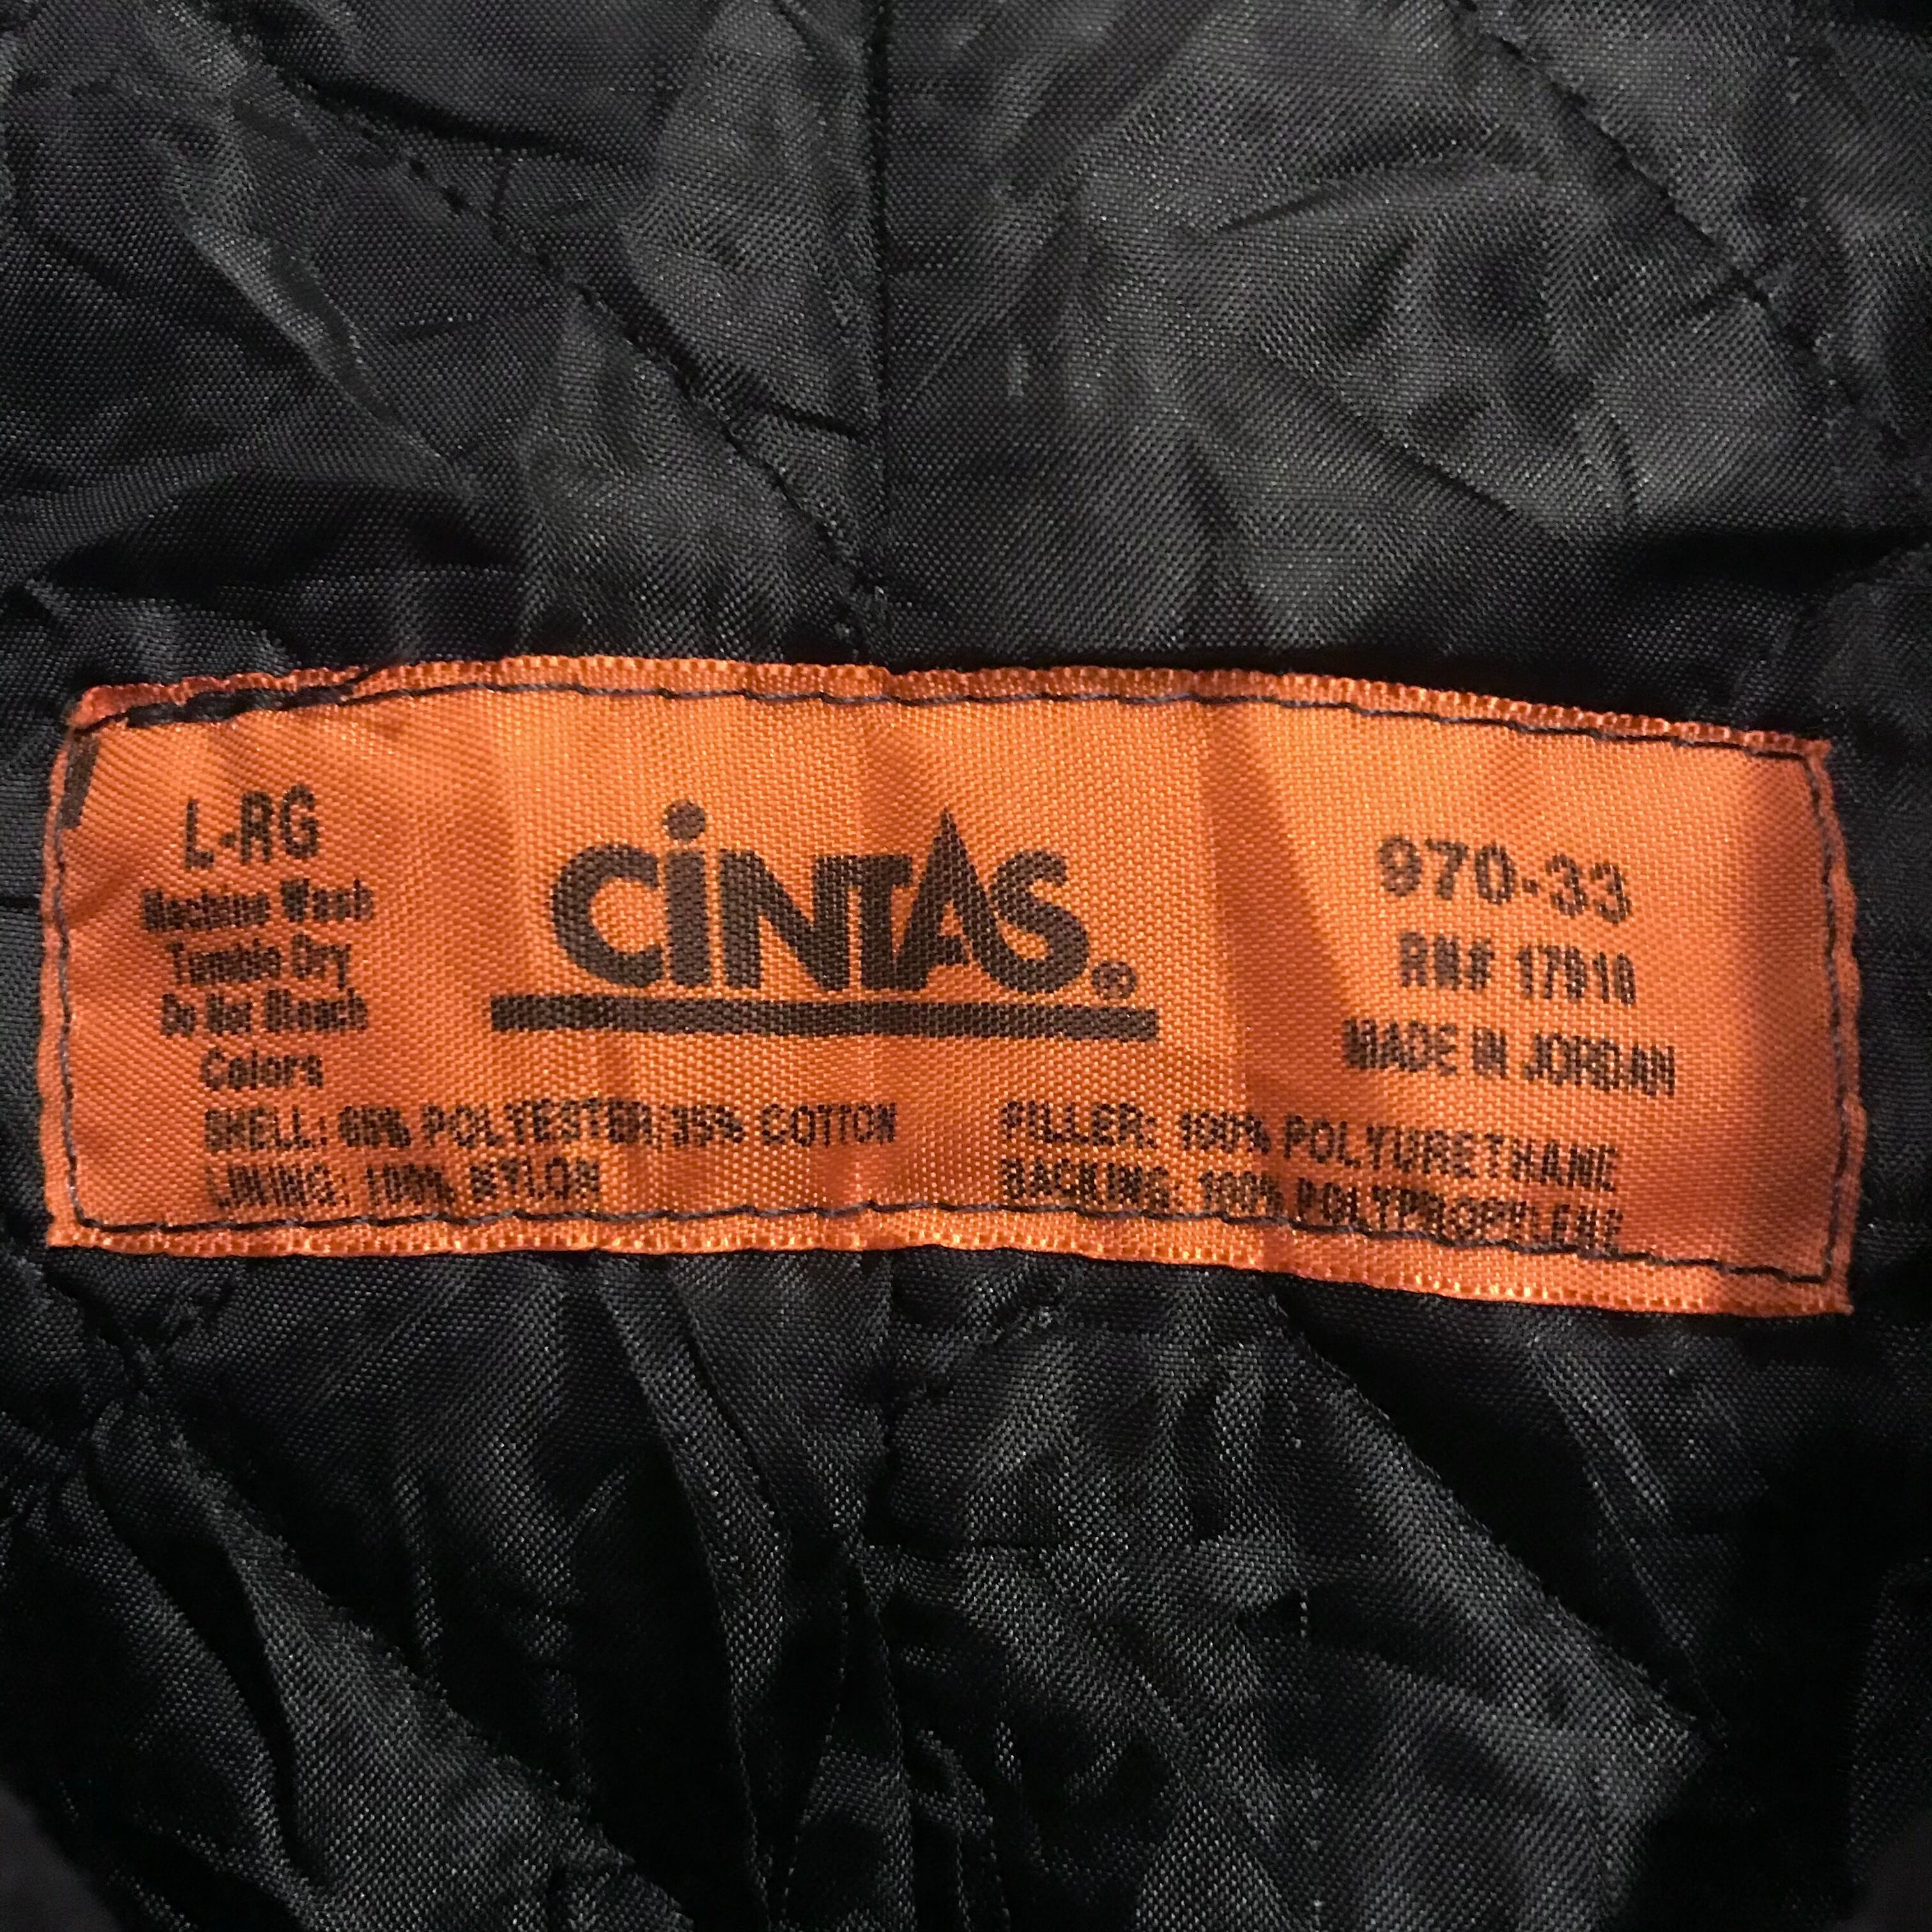 L-RG
Machine Wash
Tumble Dry
Do Not Bleach
Colors
CiNTAS®
970-33
RN# 17918
MADE IN JORDAN
SHELL: 65% POLYESTER/35% COTTON
LINING: 100% NYLON
FILLER: 100% POLYURETHANE
BACKING: 100% POLYPROPYLENE